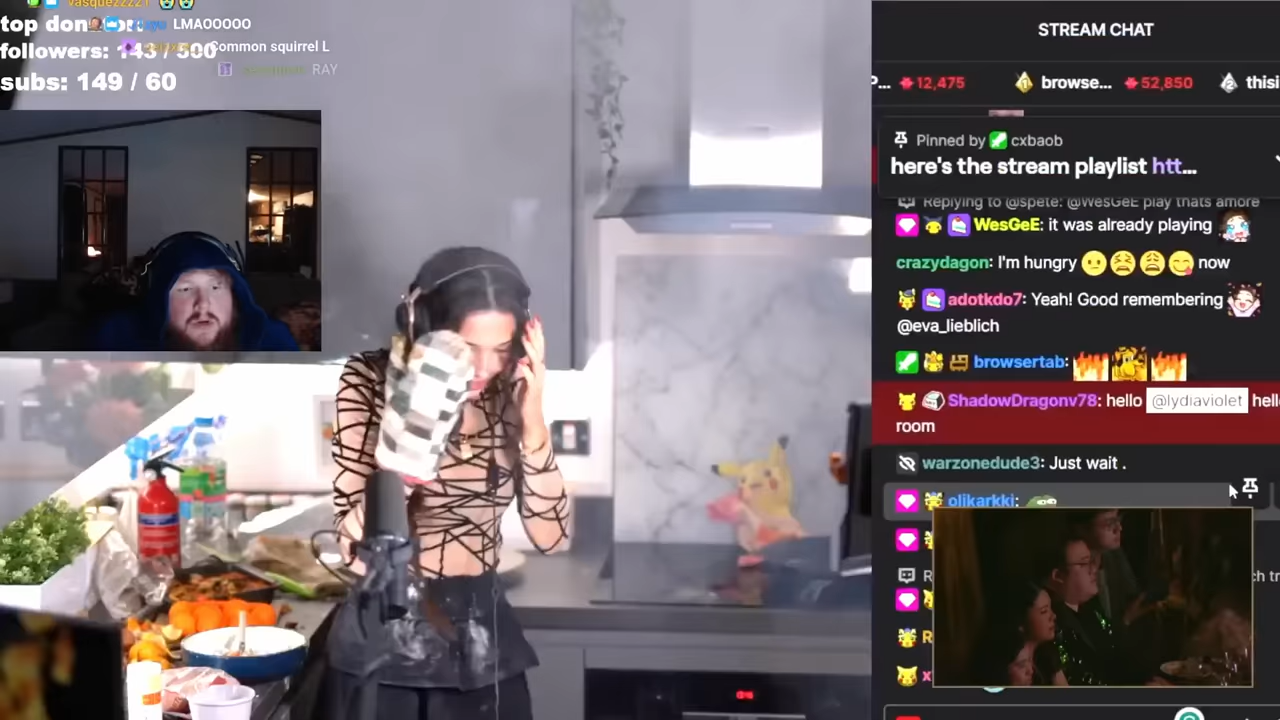 top don
LMAOOOOO
followers: 143 / 500
Common squirrel L
RAY
subs: 149 / 60
STREAM CHAT
P... 12,475 browse... 52,850 thisi
Pinned by cxbaob
here's the stream playlist htt...
Replying to @spete: @WesGeE play thats amore
WesGeE: it was already playing
crazydagon: I'm hungry now
adotkdo7: Yeah! Good remembering
@eva_lieblich
browsertab:
ShadowDragonv78: hello @lydiaviolet hell
room
warzonedude3: Just wait .
olikarkki: